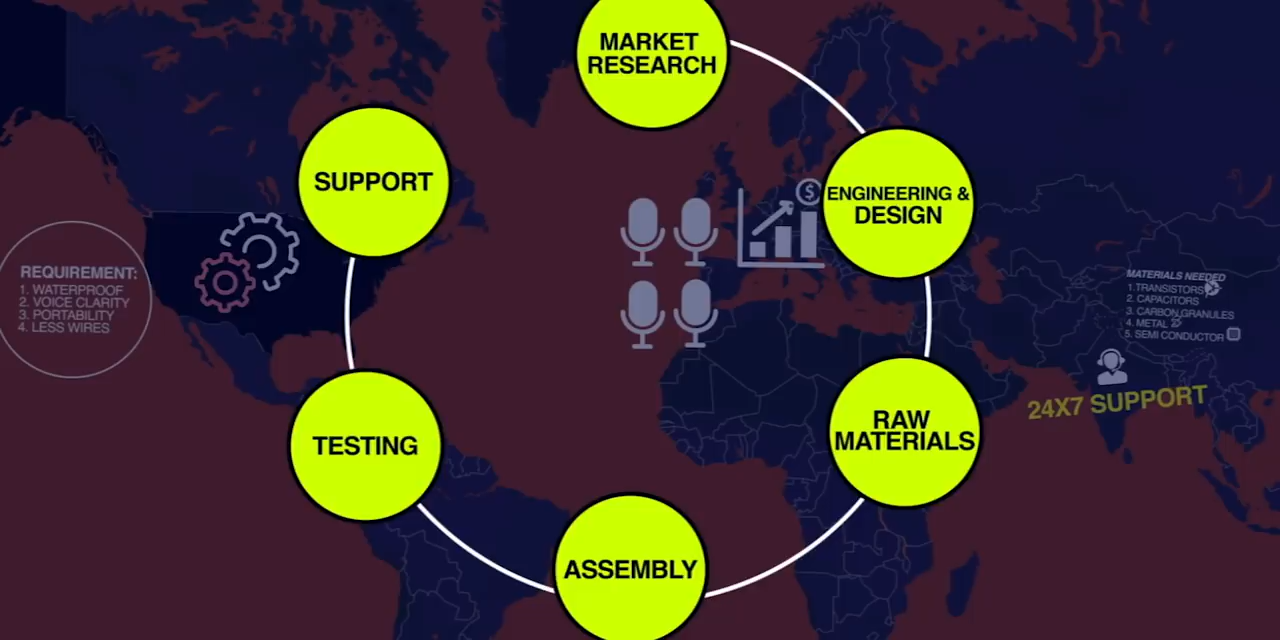 MARKET
RESEARCH
ENGINEERING &
DESIGN
RAW
MATERIALS
ASSEMBLY
TESTING
SUPPORT
REQUIREMENT:
1. WATERPROOF
2. VOICE CLARITY
3. PORTABILITY
4. LESS WIRES
$
MATERIALS NEEDED
1. TRANSISTORS
2. CAPACITORS
3. CARBON GRANULES
4. METAL
5. SEMI CONDUCTOR
24X7 SUPPORT